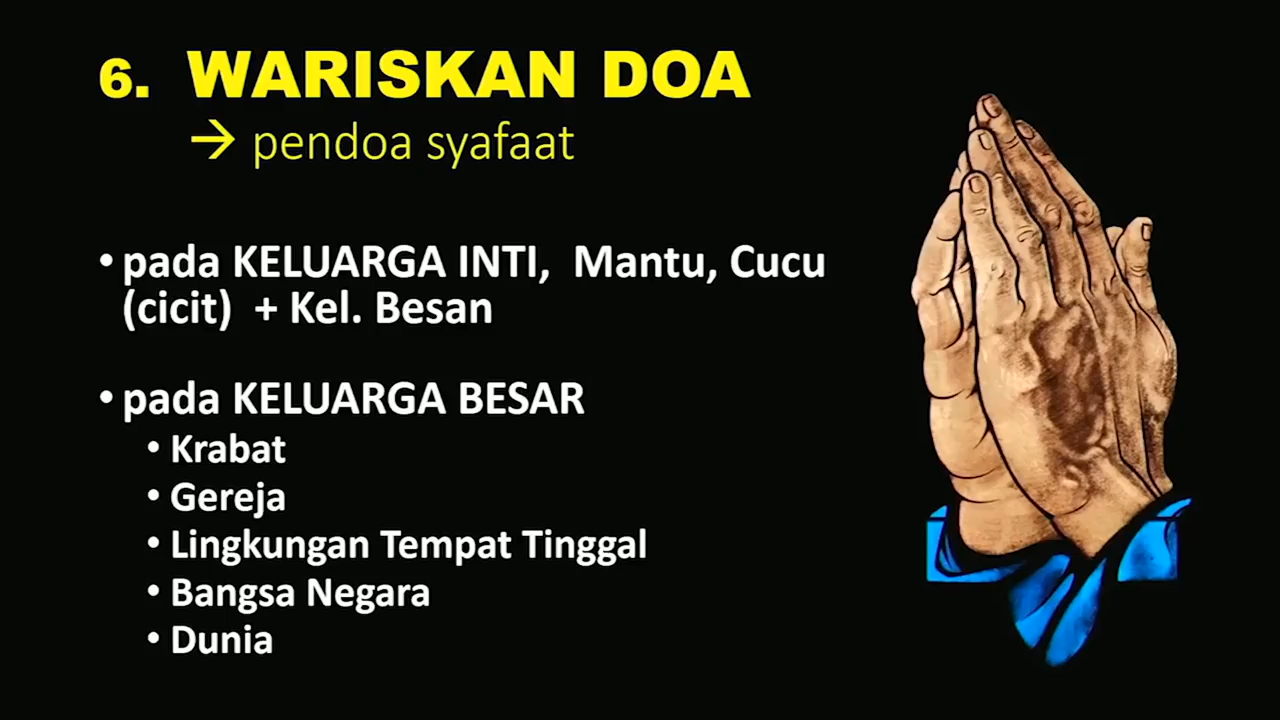 6. WARISKAN DOA
→ pendoa syafaat
• pada KELUARGA INTI, Mantu, Cucu
(cicit) + Kel. Besan
• pada KELUARGA BESAR
• Krabat
• Gereja
• Lingkungan Tempat Tinggal
• Bangsa Negara
• Dunia